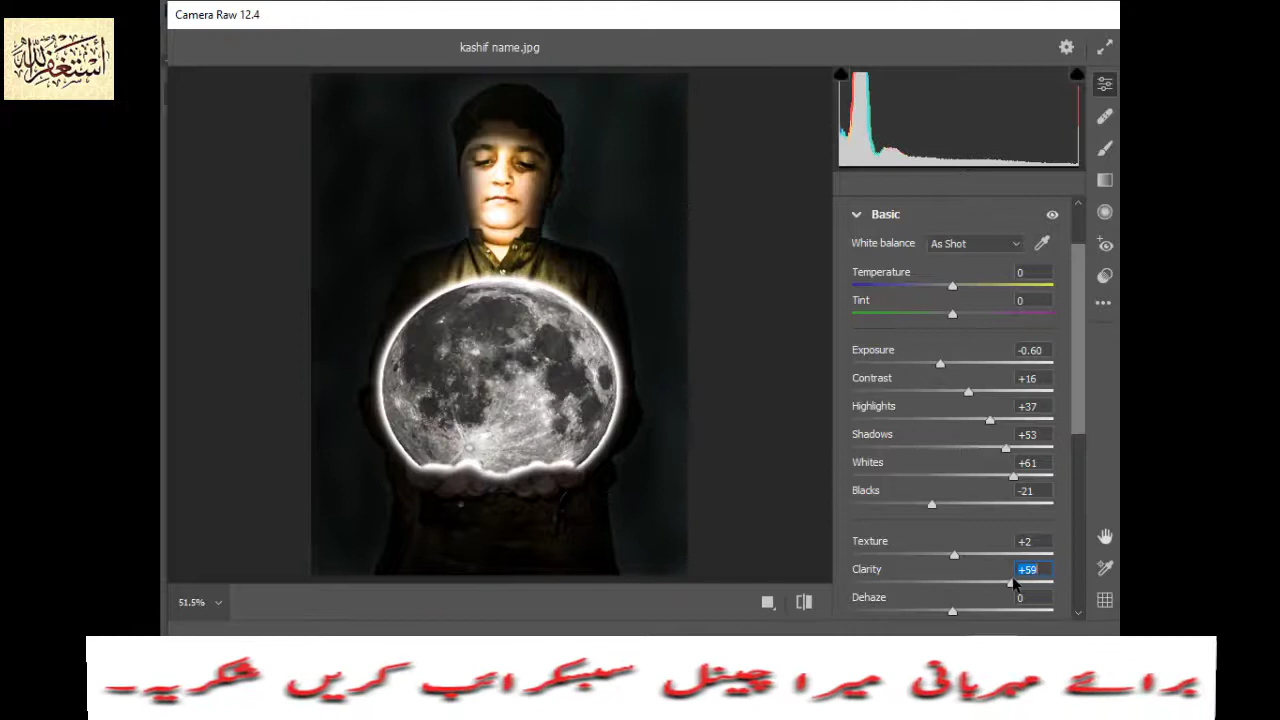 Camera Raw 12.4
أستغفر الله
kashif name.jpg
Basic
White balance As Shot
Temperature 0
Tint 0
Exposure -0.60
Contrast +16
Highlights +37
Shadows +53
Whites +61
Blacks -21
Texture +2
Clarity +59
Dehaze 0
51.5%
برائے مہربانی میرا چینل سبسکرائب کریں شکریہ۔